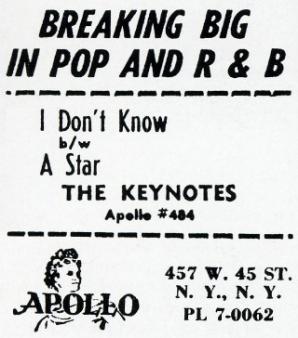 BREAKING BIG
IN POP AND R & B
I Don't Know
b/w
A Star
THE KEYNOTES
Apollo #484
APOLLO
457 W. 45 ST.
N. Y., N. Y.
PL 7-0062